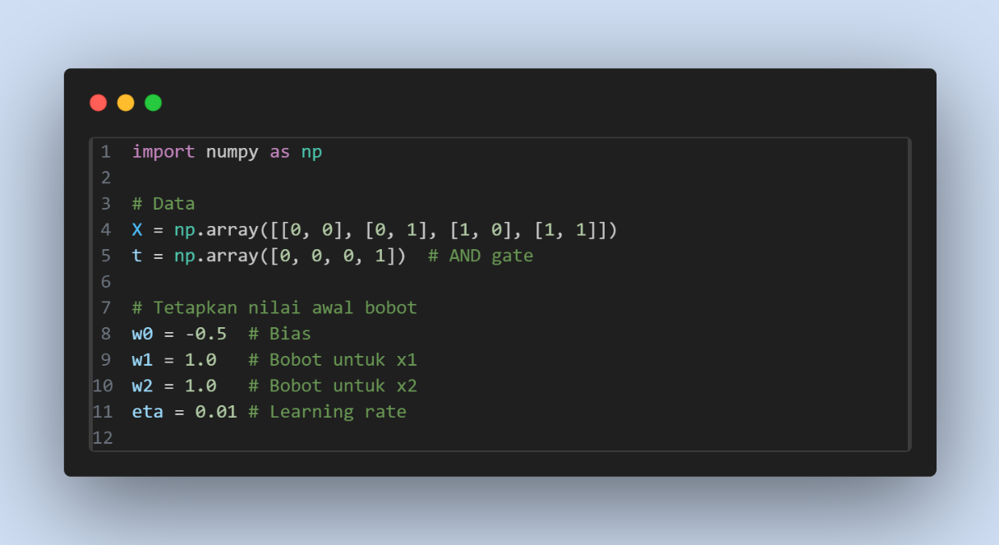 1 import numpy as np
2
3 # Data
4 X = np.array([[0, 0], [0, 1], [1, 0], [1, 1]])
5 t = np.array([0, 0, 0, 1])  # AND gate
6
7 # Tetapkan nilai awal bobot
8 w0 = -0.5  # Bias
9 w1 = 1.0   # Bobot untuk x1
10 w2 = 1.0   # Bobot untuk x2
11 eta = 0.01 # Learning rate
12